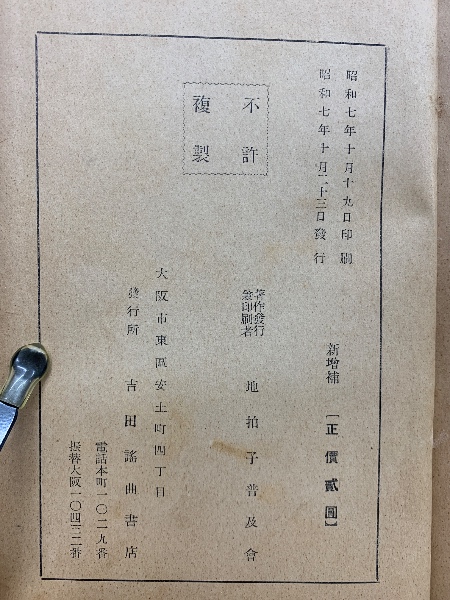 昭和七年十月十九日印刷
昭和七年十月二十三日發行
新增補
【正價貳圓】
不許
複製
著作發行
兼印刷者
地拍子普及會
大阪市東區安土町四丁目
發行所
吉田謠曲書店
電話本町一〇二九番
振替大阪一〇四三二番